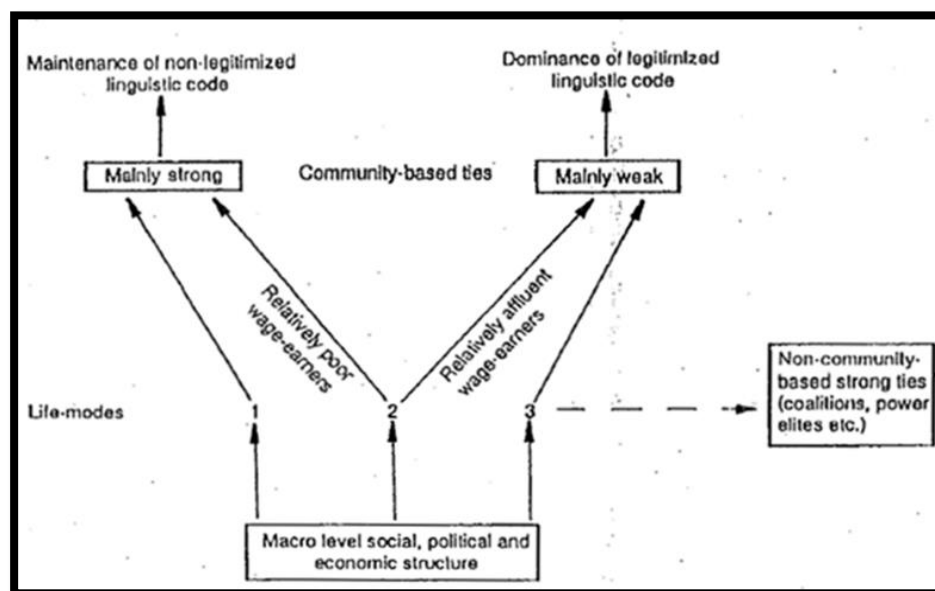 Maintenance of non-legitimized
linguistic code
Dominance of legitimized
linguistic code
Mainly strong
Community-based ties
Mainly weak
Relatively poor
wage-earners
Relatively affluent
wage-earners
Life-modes
1
2
3
Non-community-
based strong ties
(coalitions, power
elites etc.)
Macro level social, political and
economic structure